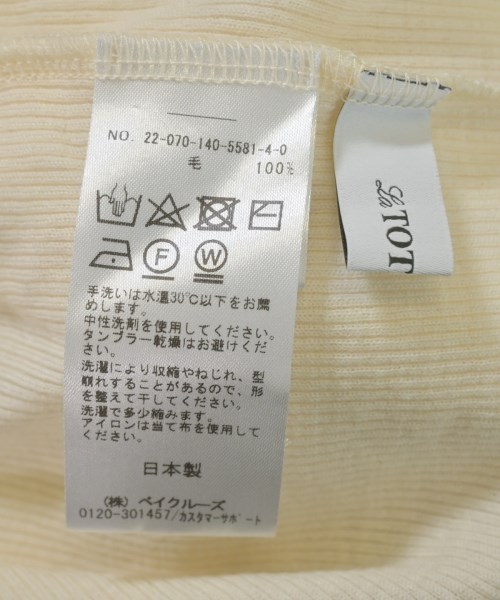 NO. 22-070-140-5581-4-0
毛 100%
F W
手洗いは水温30℃以下をお薦
めします。
中性洗剤を使用してください。
タンブラー乾燥はお避けくだ
さい。
洗濯により収縮やねじれ、型
崩れすることがあるので、形
を整えて干してください。
洗濯で多少縮みます。
アイロンは当て布を使用して
ください。
日本製
(株) ベイクルーズ
0120-301457/カスタマーサポート
La TOT